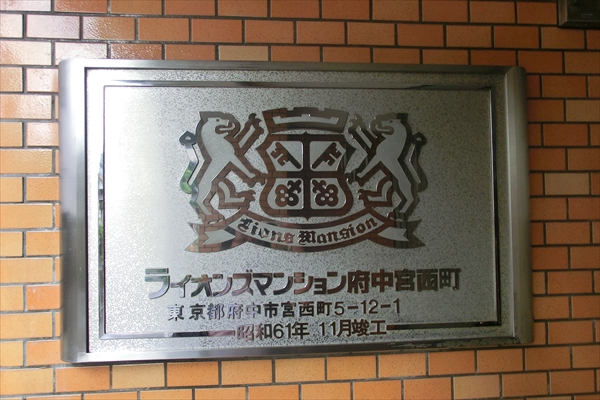 Lions Mansion
ライオンズマンション府中宮西町
東京都府中市宮西町5-12-1
昭和61年 11月竣工